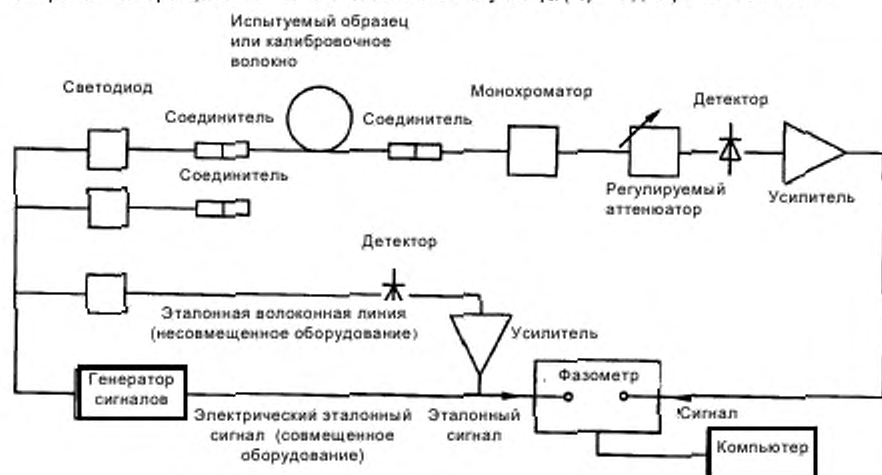 Испытуемый образец
или калибровочное
волокно
Светодиод
Соединитель
Соединитель
Монохроматор
Детектор
Соединитель
Регулируемый
аттенюатор
Усилитель
Детектор
Эталонная волоконная линия
(несовмещенное оборудование)
Усилитель
Генератор
сигналов
Фазометр
Электрический эталонный
сигнал (совмещенное
оборудование)
Эталонный
сигнал
Сигнал
Компьютер